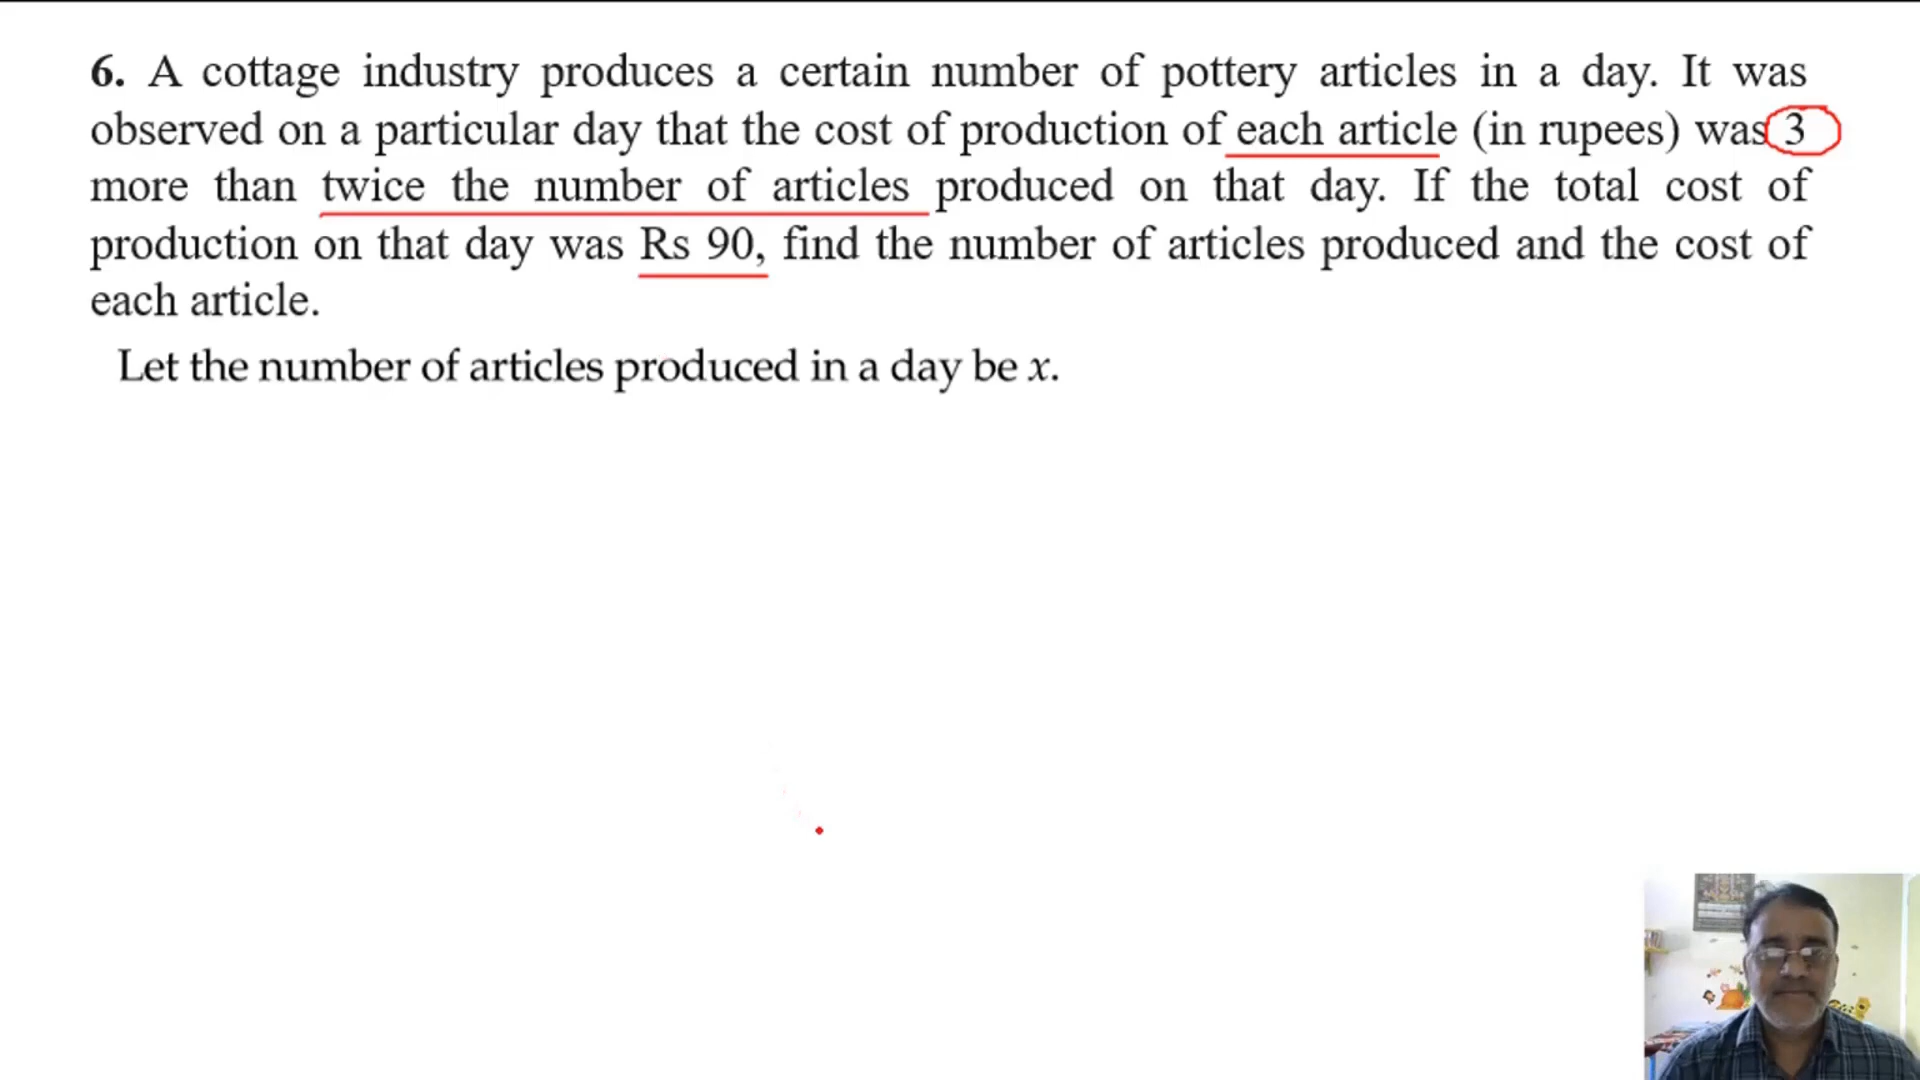 6. A cottage industry produces a certain number of pottery articles in a day. It was
observed on a particular day that the cost of production of each article (in rupees) was 3
more than twice the number of articles produced on that day. If the total cost of
production on that day was Rs 90, find the number of articles produced and the cost of
each article.
Let the number of articles produced in a day be x.